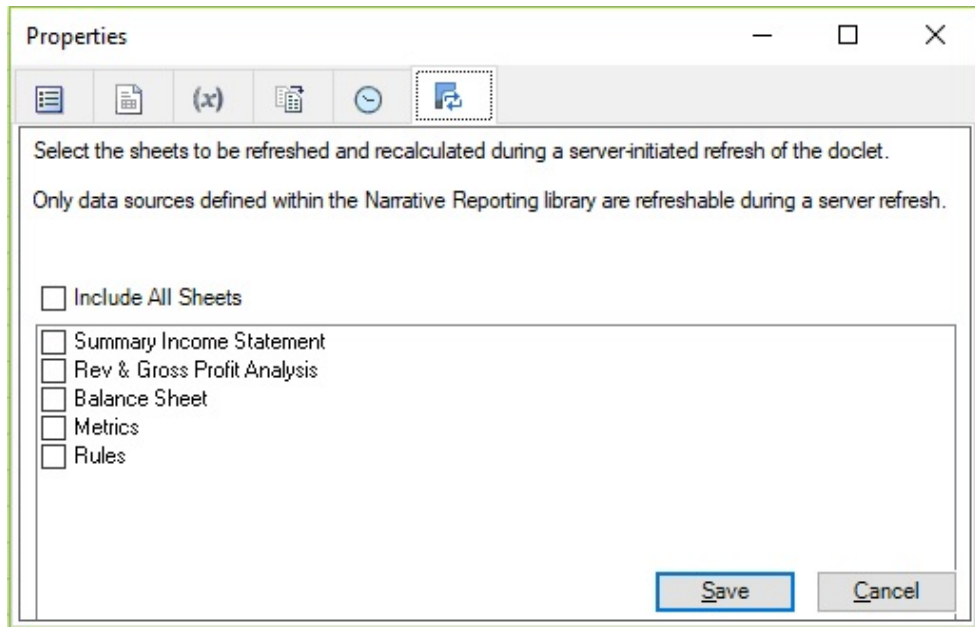 Properties
(x)
Select the sheets to be refreshed and recalculated during a server-initiated refresh of the doclet.
Only data sources defined within the Narrative Reporting library are refreshable during a server refresh.
Include All Sheets
Summary Income Statement
Rev & Gross Profit Analysis
Balance Sheet
Metrics
Rules
Save Cancel